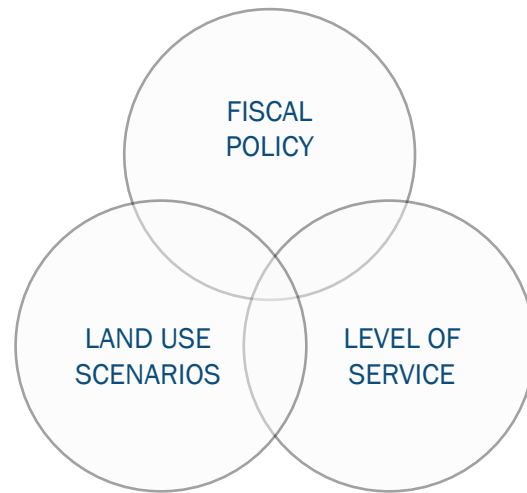 FISCAL
POLICY
LAND USE
SCENARIOS
LEVEL OF
SERVICE